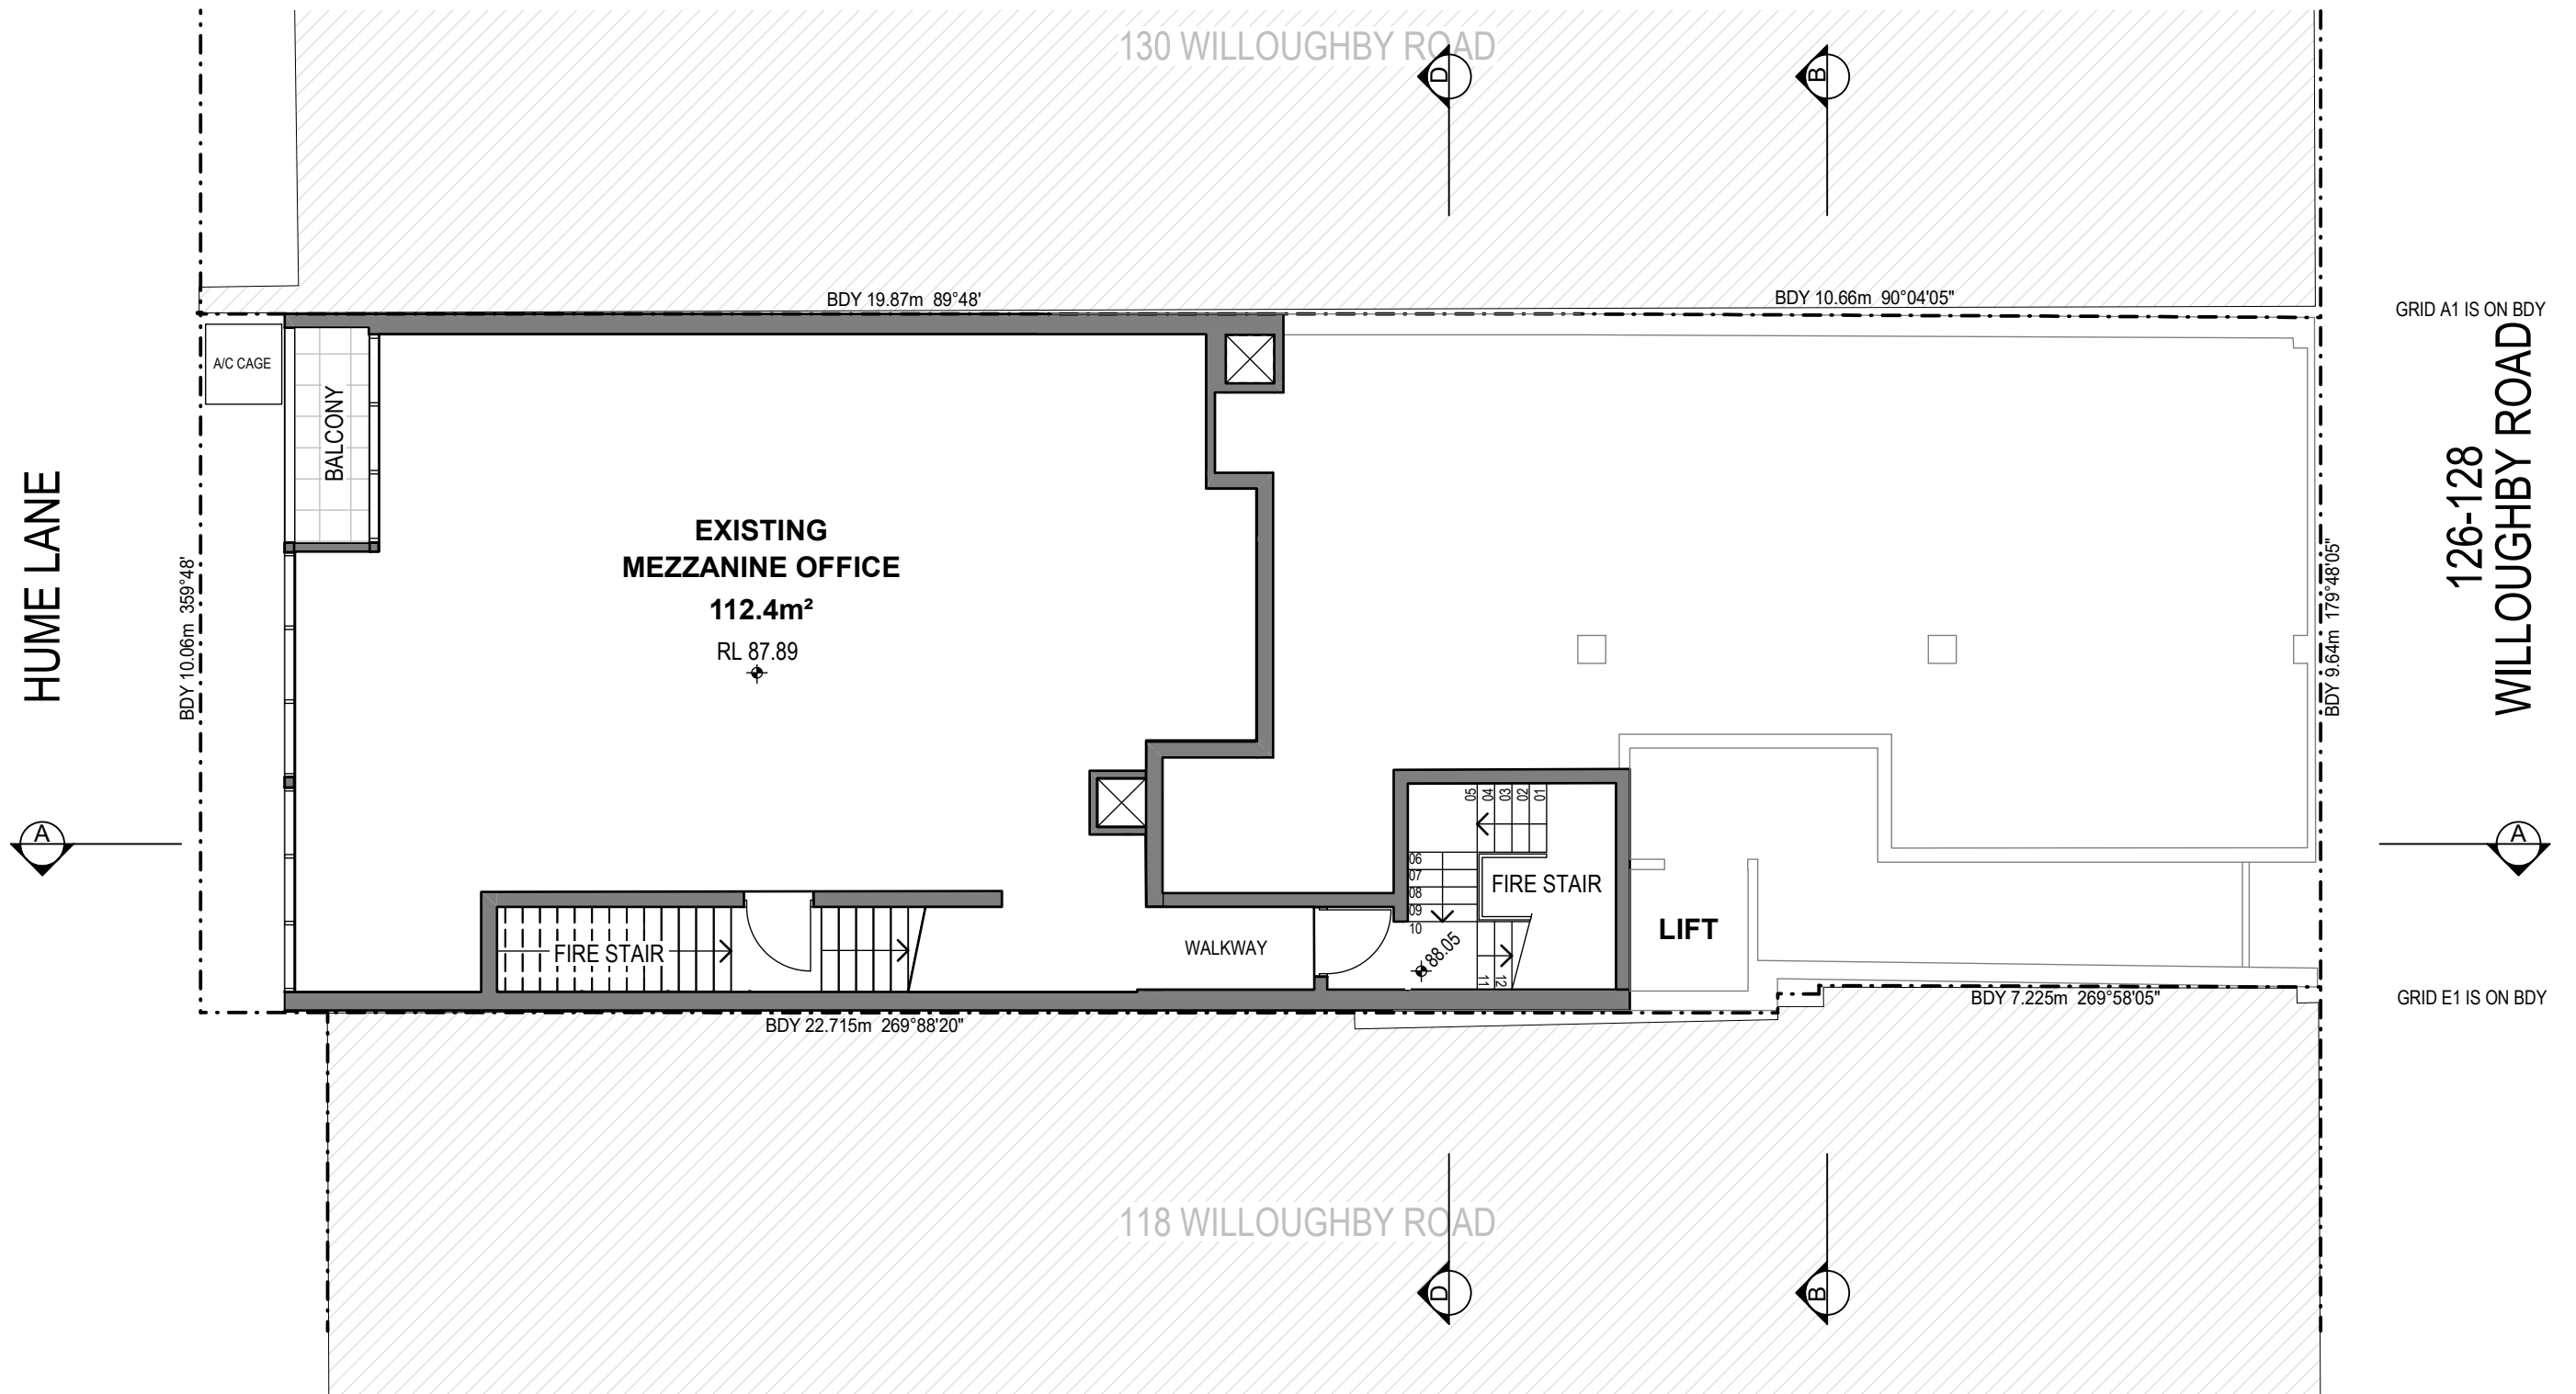 130 WILLOUGHBY ROAD
D
B
BDY 19.87m 89°48'
BDY 10.66m 90°04'05"
GRID A1 IS ON BDY
A/C CAGE
BALCONY
HUME LANE
BDY 10.06m 359°48'
EXISTING
MEZZANINE OFFICE
112.4m²
RL 87.89
126-128
WILLOUGHBY ROAD
BDY 9.64m 179°48'05"
A
A
05
04
03
02
01
06
07
08
09
10
FIRE STAIR
LIFT
FIRE STAIR
WALKWAY
88.05
11
12
BDY 22.715m 269°88'20"
BDY 7.225m 269°58'05"
GRID E1 IS ON BDY
118 WILLOUGHBY ROAD
D
B